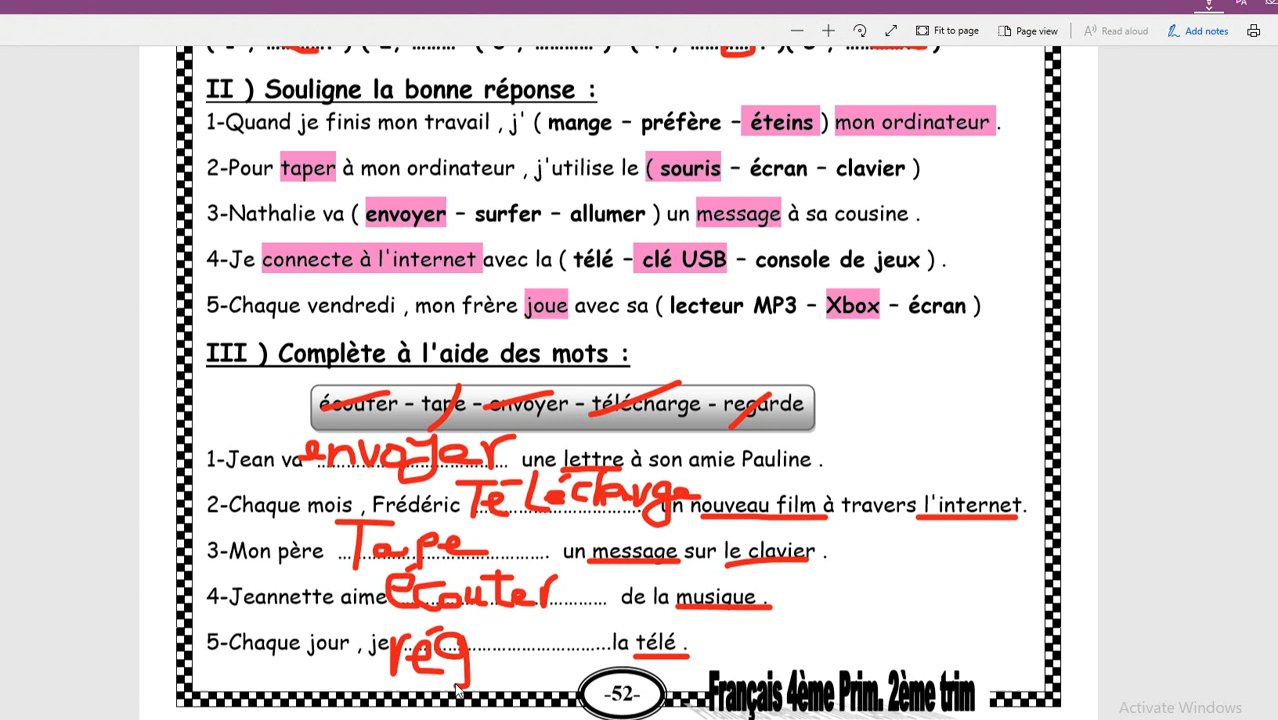 Fit to page
Page view
Read aloud
Add notes
II ) Souligne la bonne réponse :
1-Quand je finis mon travail , j' ( mange – préfère – éteins ) mon ordinateur .
2-Pour taper à mon ordinateur , j'utilise le ( souris – écran – clavier )
3-Nathalie va ( envoyer – surfer – allumer ) un message à sa cousine .
4-Je connecte à l'internet avec la ( télé – clé USB – console de jeux ) .
5-Chaque vendredi , mon frère joue avec sa ( lecteur MP3 – Xbox – écran )
III ) Complète à l'aide des mots :
écouter – tape – envoyer – télécharge - regarde
1-Jean va envoyer une lettre à son amie Pauline .
2-Chaque mois , Frédéric Télécharge un nouveau film à travers l'internet.
3-Mon père Tape un message sur le clavier .
4-Jeannette aime écouter de la musique .
5-Chaque jour , je rég la télé .
-52-
Français 4ème Prim. 2ème trim
Activate Windows